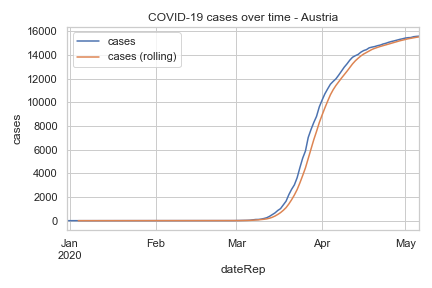 COVID-19 cases over time - Austria
cases
cases (rolling)
16000
14000
12000
10000
8000
6000
4000
2000
0
cases
Jan Feb Mar Apr May
2020
dateRep